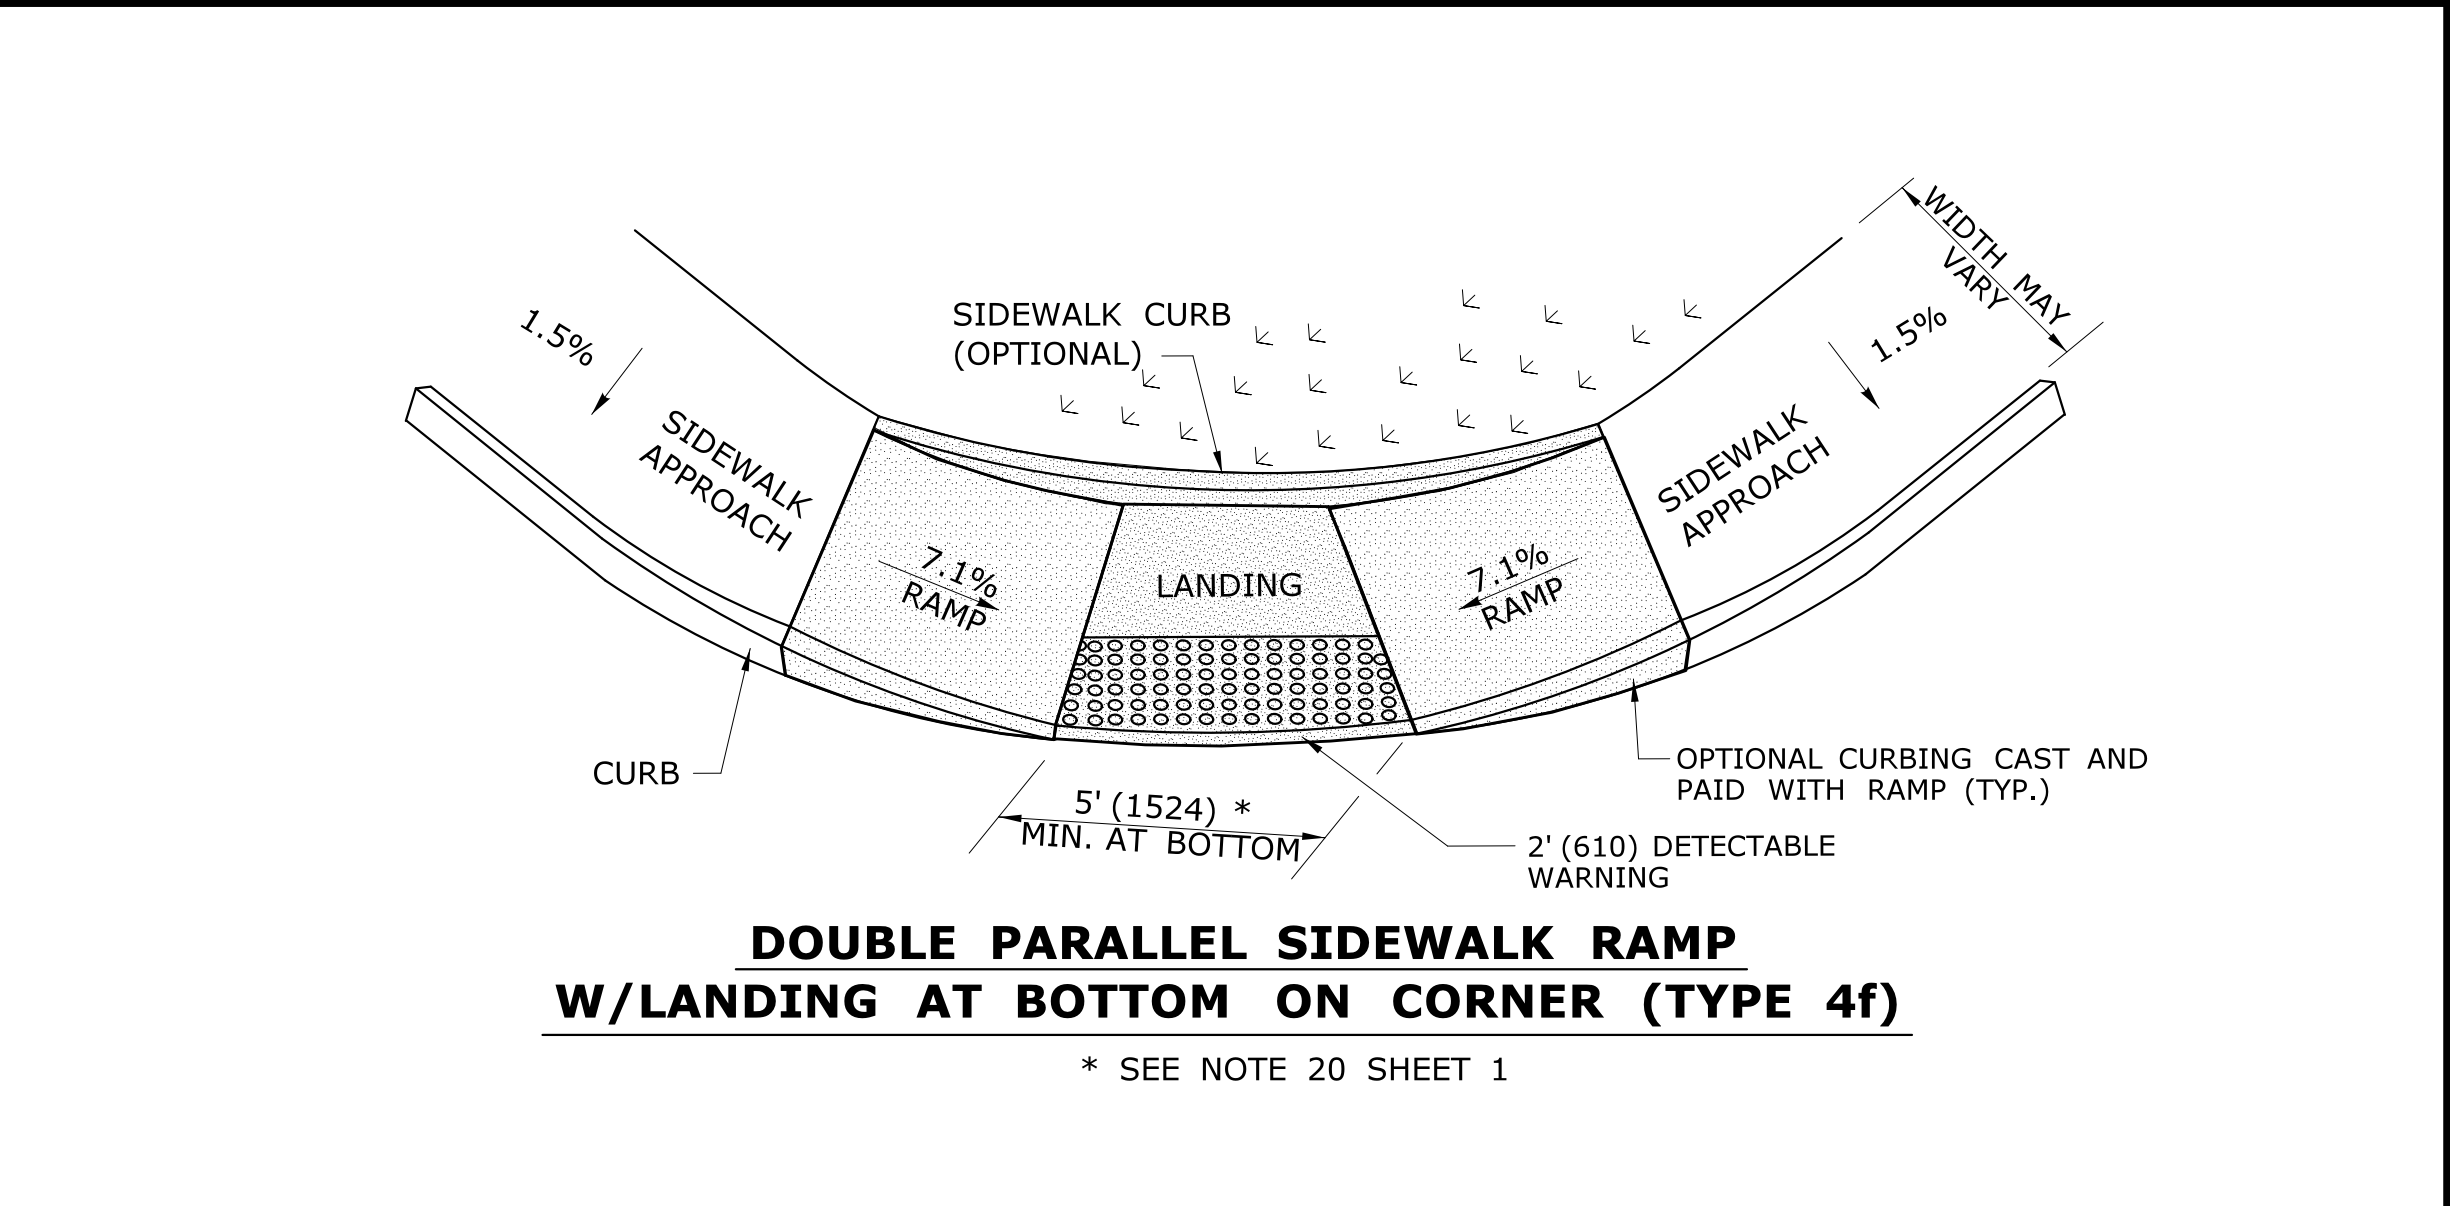 WIDTH MAY
VARY
1.5%
1.5%
SIDEWALK CURB
(OPTIONAL)
SIDEWALK
APPROACH
SIDEWALK
APPROACH
7.1%
RAMP
LANDING
7.1%
RAMP
CURB
OPTIONAL CURBING CAST AND
PAID WITH RAMP (TYP.)
5' (1524) *
MIN. AT BOTTOM
2' (610) DETECTABLE
WARNING
DOUBLE PARALLEL SIDEWALK RAMP
W/LANDING AT BOTTOM ON CORNER (TYPE 4f)
* SEE NOTE 20 SHEET 1